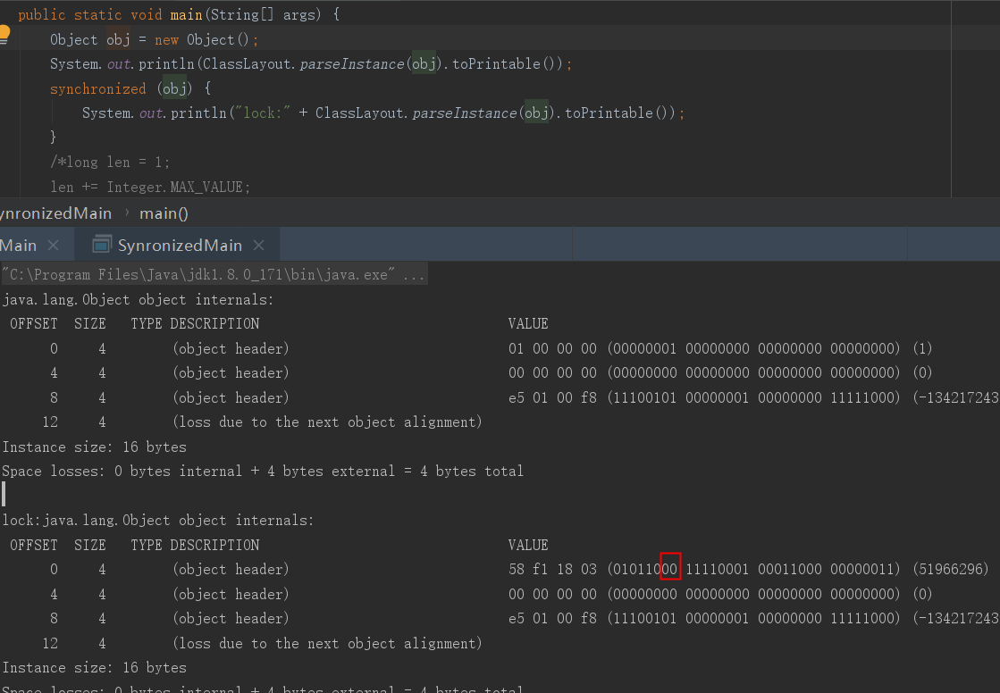 public static void main(String[] args) {
Object obj = new Object();
System.out.println(ClassLayout.parseInstance(obj).toPrintable());
synchronized (obj) {
System.out.println("lock:" + ClassLayout.parseInstance(obj).toPrintable());
}
/*long len = 1;
len += Integer.MAX_VALUE;
ynronizedMain › main()
Main × SynronizedMain ×
"C:\Program Files\Java\jdk1.8.0_171\bin\java.exe" ...
java.lang.Object object internals:
OFFSET SIZE TYPE DESCRIPTION VALUE
0 4 (object header) 01 00 00 00 (00000001 00000000 00000000 00000000) (1)
4 4 (object header) 00 00 00 00 (00000000 00000000 00000000 00000000) (0)
8 4 (object header) e5 01 00 f8 (11100101 00000001 00000000 11111000) (-134217243
12 4 (loss due to the next object alignment)
Instance size: 16 bytes
Space losses: 0 bytes internal + 4 bytes external = 4 bytes total
lock:java.lang.Object object internals:
OFFSET SIZE TYPE DESCRIPTION VALUE
0 4 (object header) 58 f1 18 03 (01011000 11110001 00011000 00000011) (51966296)
4 4 (object header) 00 00 00 00 (00000000 00000000 00000000 00000000) (0)
8 4 (object header) e5 01 00 f8 (11100101 00000001 00000000 11111000) (-134217243
12 4 (loss due to the next object alignment)
Instance size: 16 bytes
Space losses: 0 bytes internal + 4 bytes external = 4 bytes total